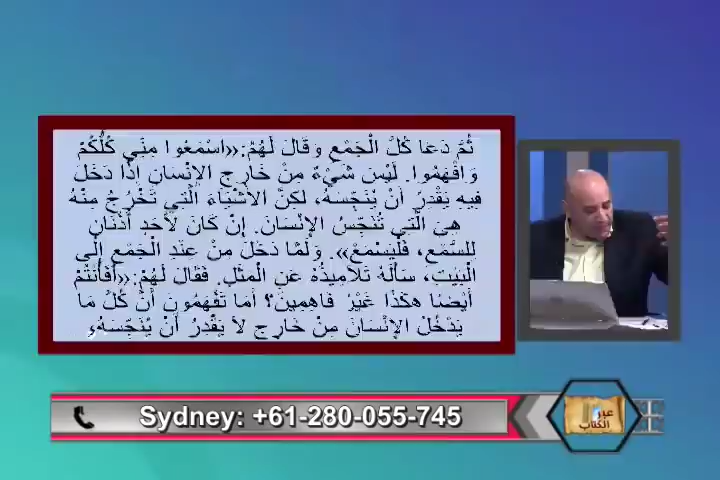 ثُمَّ دَعَا كُلَّ الْجَمْعِ وَقَالَ لَهُمُ:«اسْمَعُوا مِنِّي كُلُّكُمْ
وَافْهَمُوا. لَيْسَ شَيْءٌ مِنْ خَارِجِ الإِنْسَانِ إِذَا دَخَلَ
فِيهِ يَقْدِرُ أَنْ يُنَجِّسَهُ، لكِنَّ الأَشْيَاءَ الَّتِي تَخْرُجُ مِنْهُ
هِيَ الَّتِي تُنَجِّسُ الإِنْسَانَ. إِنْ كَانَ لأَحَدٍ أُذْنَانِ
لِلسَّمْعِ، فَلْيَسْمَعْ». وَلَمَّا دَخَلَ مِنْ عِنْدِ الْجَمْعِ إِلَى
الْبَيْتِ، سَأَلَهُ تَلاَمِيذُهُ عَنِ الْمَثَلِ. فَقَالَ لَهُمْ:«أَفَأَنْتُمْ
أَيْضًا هكَذَا غَيْرُ فَاهِمِينَ؟ أَمَا تَفْهَمُونَ أَنَّ كُلَّ مَا
يَدْخُلُ الإِنْسَانَ مِنْ خَارِجٍ لاَ يَقْدِرُ أَنْ يُنَجِّسَهُ،
Sydney: +61-280-055-745
عبر
الكتاب